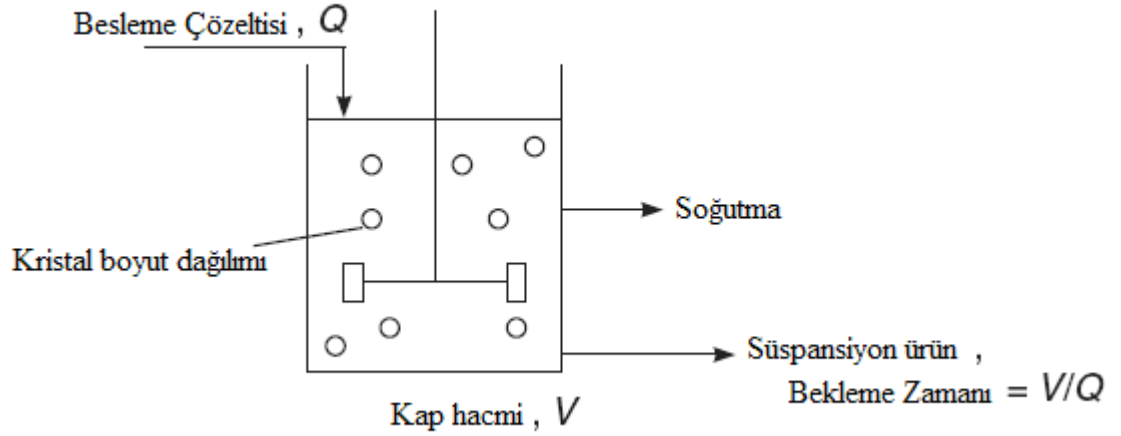 Besleme Çözeltisi , Q
Soğutma
Kristal boyut dağılımı
Süspansiyon ürün ,
Bekleme Zamanı = V/Q
Kap hacmi , V